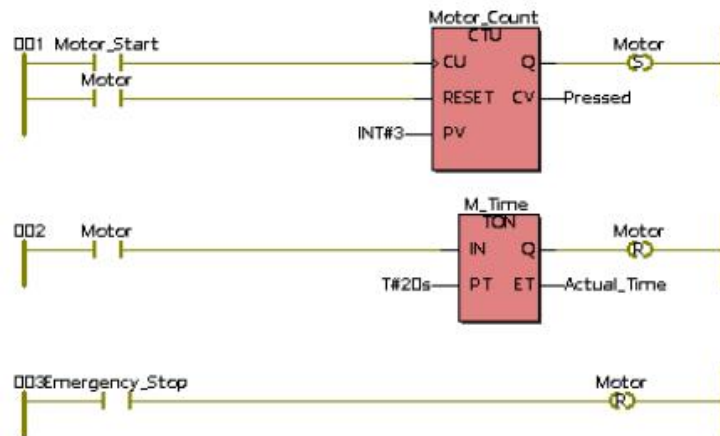 Motor_Count
001 Motor_Start CTU Motor
CU Q S
Motor
RESET CV Pressed
INT#3 PV
M_Time
002 Motor TON Motor
IN Q R
T#20s PT ET Actual_Time
003 Emergency_Stop Motor
R